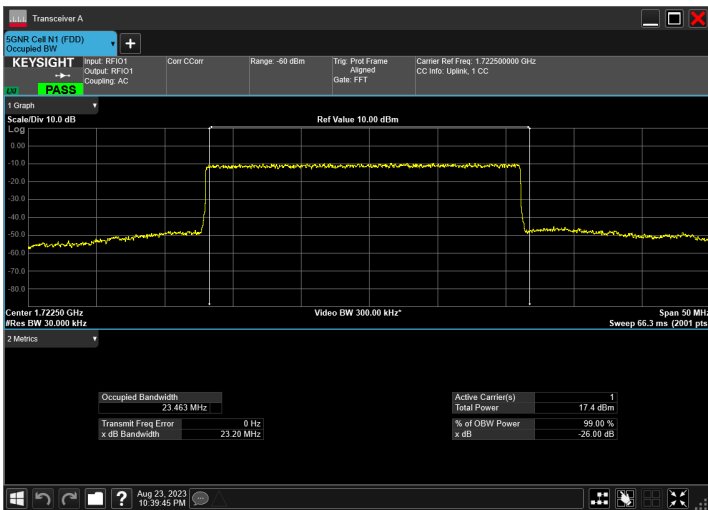 Transceiver A
5GNR Cell N1 (FDD)
Occupied BW
KEYSIGHT
PASS
Input: RFIO1
Output: RFIO1
Coupling: AC
Corr CCorr
Range: -60 dBm
Trig: Prot Frame
Aligned
Gate: FFT
Carrier Ref Freq: 1.722500000 GHz
CC Info: Uplink, 1 CC
1 Graph
Scale/Div 10.0 dB
Ref Value 10.00 dBm
Log
0.00
-10.0
-20.0
-30.0
-40.0
-50.0
-60.0
-70.0
-80.0
Center 1.72250 GHz
Video BW 300.00 kHz*
Span 50 MHz
#Res BW 30.000 kHz
Sweep 66.3 ms (2001 pts)
2 Metrics
Occupied Bandwidth
23.463 MHz
Transmit Freq Error 0 Hz
x dB Bandwidth 23.20 MHz
Active Carrier(s) 1
Total Power 17.4 dBm
% of OBW Power 99.00 %
x dB -26.00 dB
?
Aug 23, 2023
10:39:45 PM